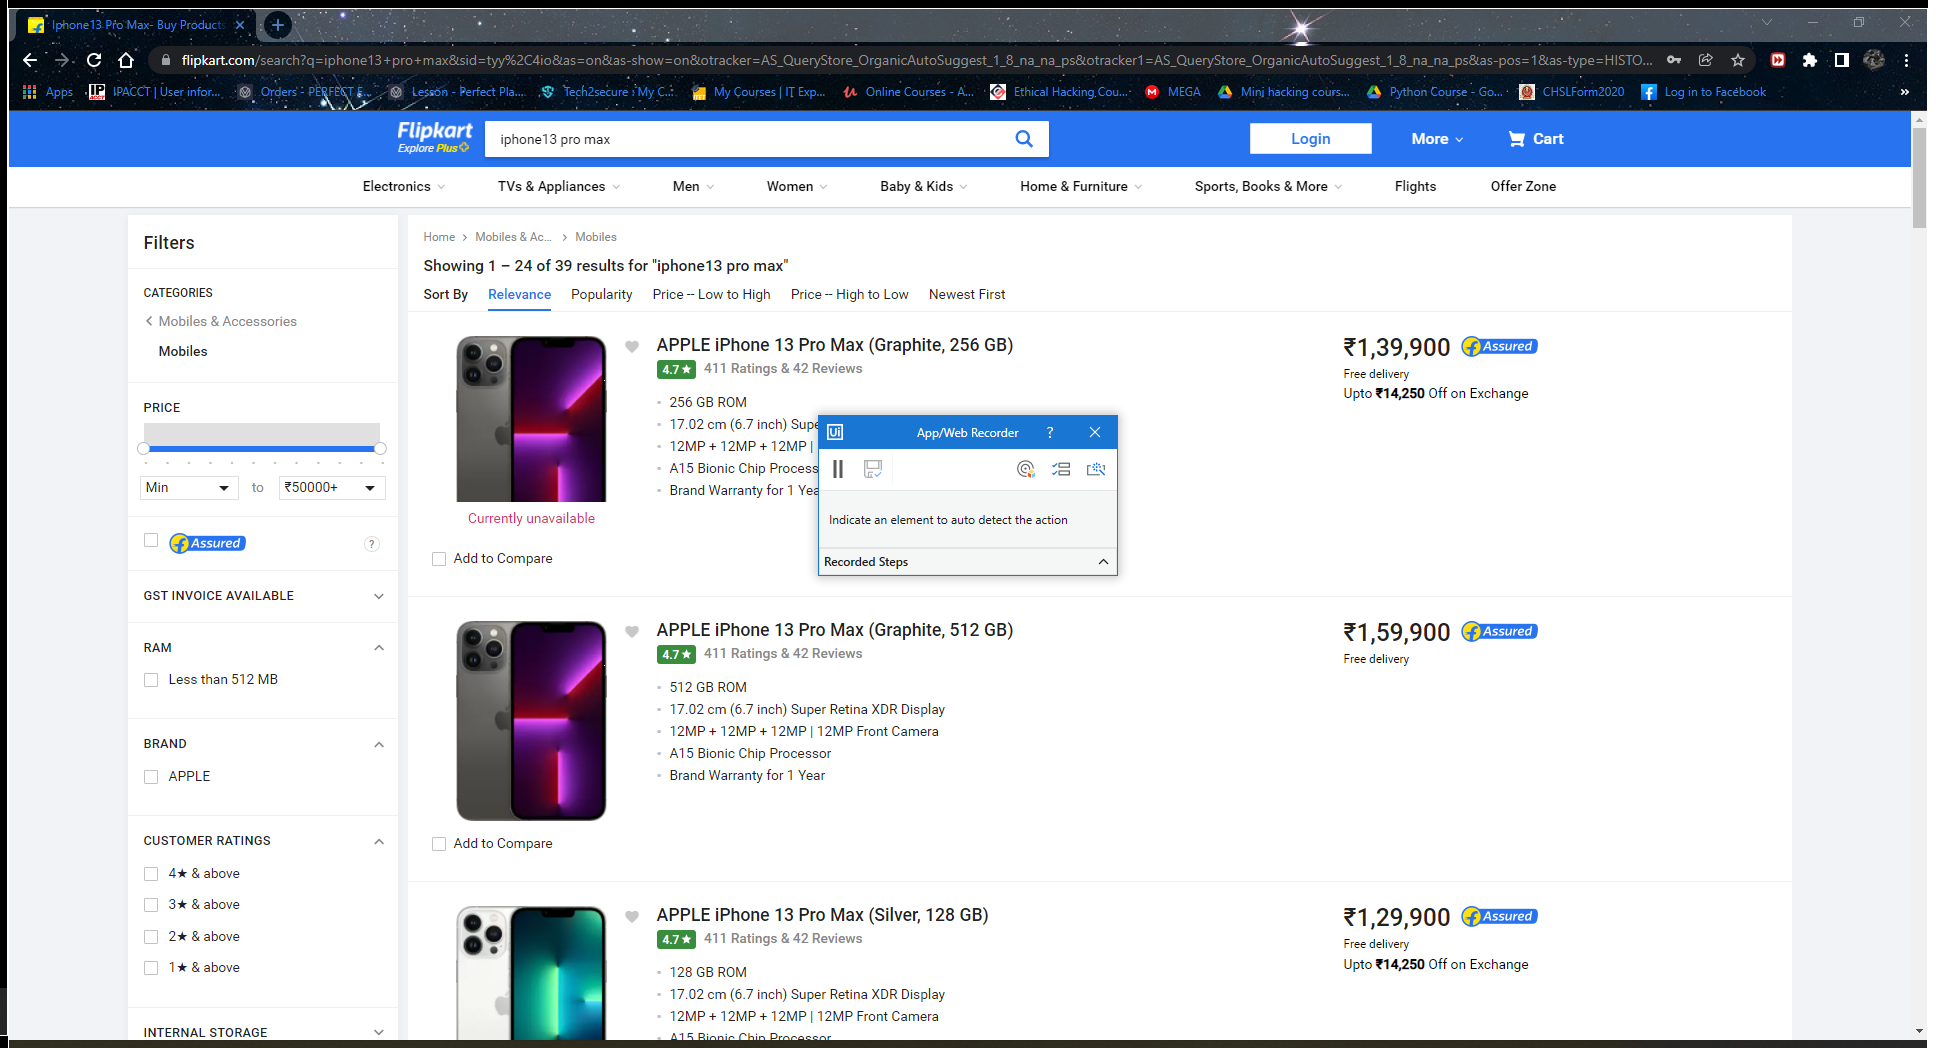 Iphone13 Pro Max- Buy Products
flipkart.com/search?q=iphone13+pro+max&sid=tyy%2C4io&as=on&as-show=on&otracker=AS_QueryStore_OrganicAutoSuggest_1_8_na_na_ps&otracker1=AS_QueryStore_OrganicAutoSuggest_1_8_na_na_ps&as-pos=1&as-type=HISTO...
Apps IPACCT | User infor... Orders - PERFECT E... Lesson - Perfect Pla... Tech2secure : My C... My Courses | IT Exp... Online Courses - A... Ethical Hacking Cou... MEGA Mini hacking cours... Python Course - Go... CHSLForm2020 Log in to Facebook »
Flipkart
Explore Plus
iphone13 pro max
Login More Cart
Electronics TVs & Appliances Men Women Baby & Kids Home & Furniture Sports, Books & More Flights Offer Zone
Filters
CATEGORIES
Mobiles & Accessories
Mobiles
PRICE
Min to ₹50000+
Assured ?
GST INVOICE AVAILABLE
RAM
Less than 512 MB
BRAND
APPLE
CUSTOMER RATINGS
4★ & above
3★ & above
2★ & above
1★ & above
INTERNAL STORAGE
Home Mobiles & Ac... Mobiles
Showing 1 – 24 of 39 results for "iphone13 pro max"
Sort By Relevance Popularity Price -- Low to High Price -- High to Low Newest First
APPLE iPhone 13 Pro Max (Graphite, 256 GB)
4.7★ 411 Ratings & 42 Reviews
256 GB ROM
17.02 cm (6.7 inch) Supe
12MP + 12MP + 12MP |
A15 Bionic Chip Process
Brand Warranty for 1 Yea
Currently unavailable
Add to Compare
₹1,39,900 Assured
Free delivery
Upto ₹14,250 Off on Exchange
Ui App/Web Recorder ?
Indicate an element to auto detect the action
Recorded Steps
APPLE iPhone 13 Pro Max (Graphite, 512 GB)
4.7★ 411 Ratings & 42 Reviews
512 GB ROM
17.02 cm (6.7 inch) Super Retina XDR Display
12MP + 12MP + 12MP | 12MP Front Camera
A15 Bionic Chip Processor
Brand Warranty for 1 Year
Add to Compare
₹1,59,900 Assured
Free delivery
APPLE iPhone 13 Pro Max (Silver, 128 GB)
4.7★ 411 Ratings & 42 Reviews
128 GB ROM
17.02 cm (6.7 inch) Super Retina XDR Display
12MP + 12MP + 12MP | 12MP Front Camera
A15 Bionic Chip Processor
₹1,29,900 Assured
Free delivery
Upto ₹14,250 Off on Exchange